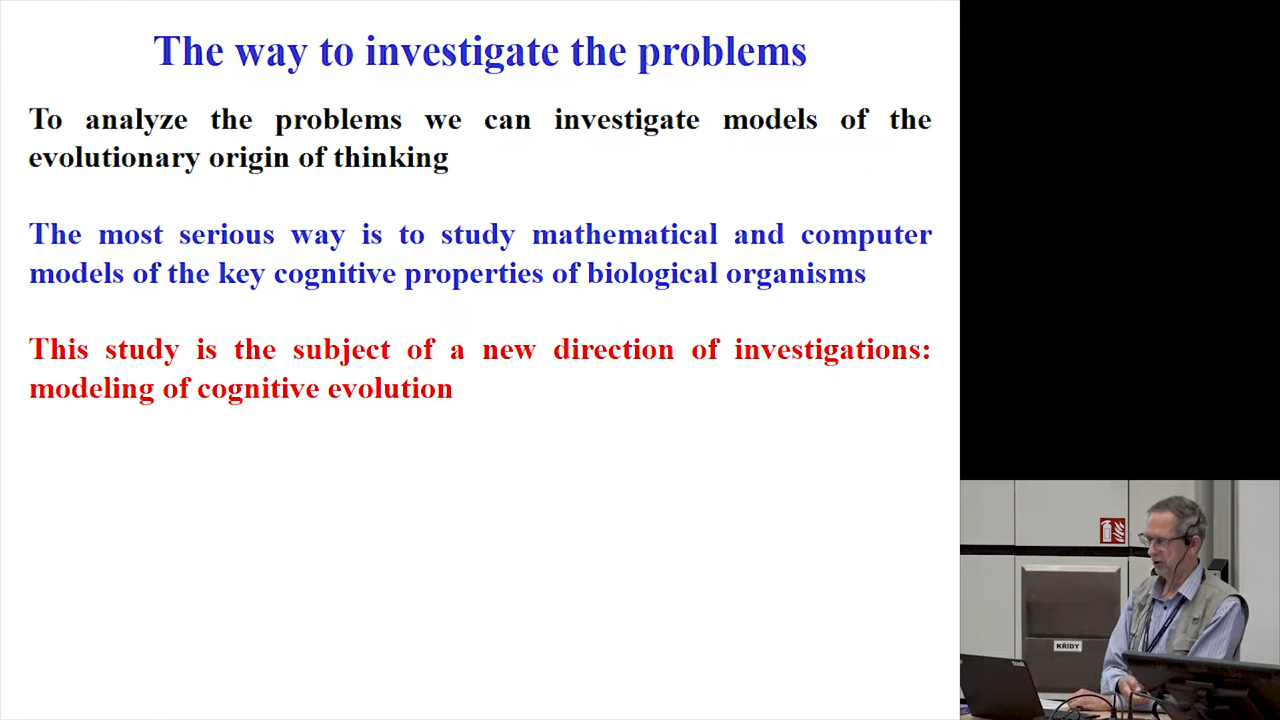 The way to investigate the problems
To analyze the problems we can investigate models of the
evolutionary origin of thinking
The most serious way is to study mathematical and computer
models of the key cognitive properties of biological organisms
This study is the subject of a new direction of investigations:
modeling of cognitive evolution
KŘÍDY